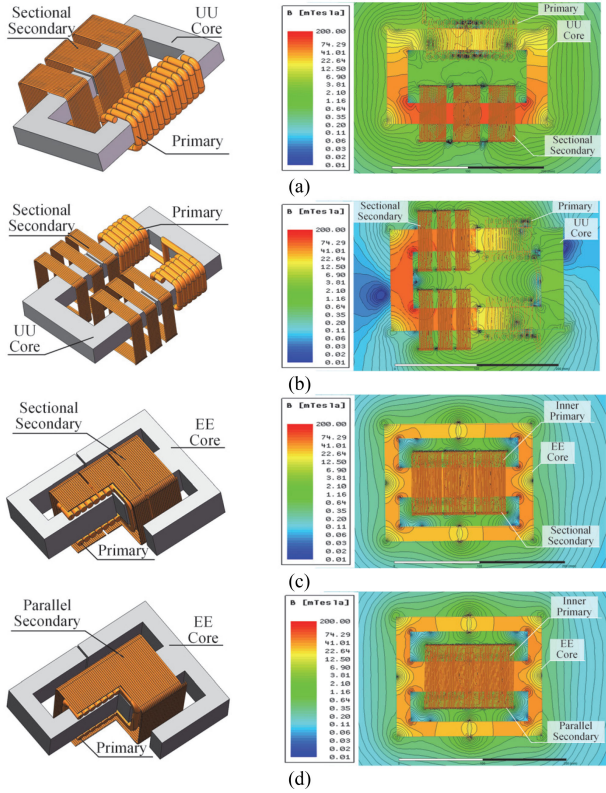 Sectional
Secondary
UU
Core
Primary
B [mTesla]
200.00
74.29
41.01
22.64
12.50
6.90
3.81
2.10
1.16
0.64
0.35
0.20
0.11
0.06
0.03
0.02
0.01
Primary
UU
Core
Sectional
Secondary
(a)
Sectional
Secondary
Primary
UU
Core
B [mTesla]
200.00
74.29
41.01
22.64
12.50
6.90
3.81
2.10
1.16
0.64
0.35
0.20
0.11
0.06
0.03
0.02
0.01
Sectional
Secondary
Primary
UU
Core
(b)
Sectional
Secondary
EE
Core
Primary
B [mTesla]
200.00
74.29
41.01
22.64
12.50
6.90
3.81
2.10
1.16
0.64
0.35
0.20
0.11
0.06
0.03
0.02
0.01
Inner
Primary
EE
Core
Sectional
Secondary
(c)
Parallel
Secondary
EE
Core
Primary
B [mTesla]
200.00
74.29
41.01
22.64
12.50
6.90
3.81
2.10
1.16
0.64
0.35
0.20
0.11
0.06
0.03
0.02
0.01
Inner
Primary
EE
Core
Parallel
Secondary
(d)